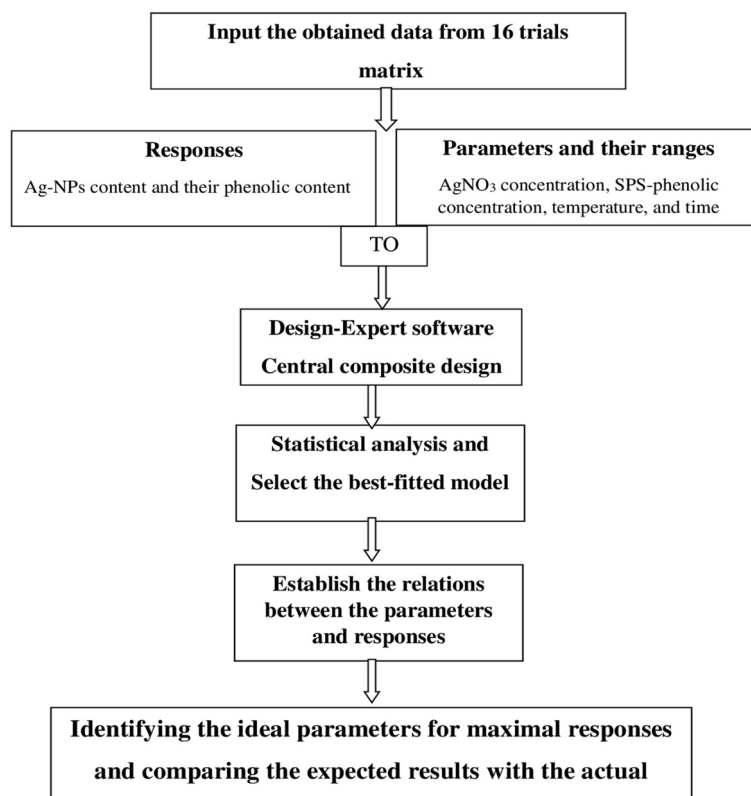 Input the obtained data from 16 trials
matrix
Responses
Ag-NPs content and their phenolic content
Parameters and their ranges
AgNO₃ concentration, SPS-phenolic
concentration, temperature, and time
TO
Design-Expert software
Central composite design
Statistical analysis and
Select the best-fitted model
Establish the relations
between the parameters
and responses
Identifying the ideal parameters for maximal responses
and comparing the expected results with the actual